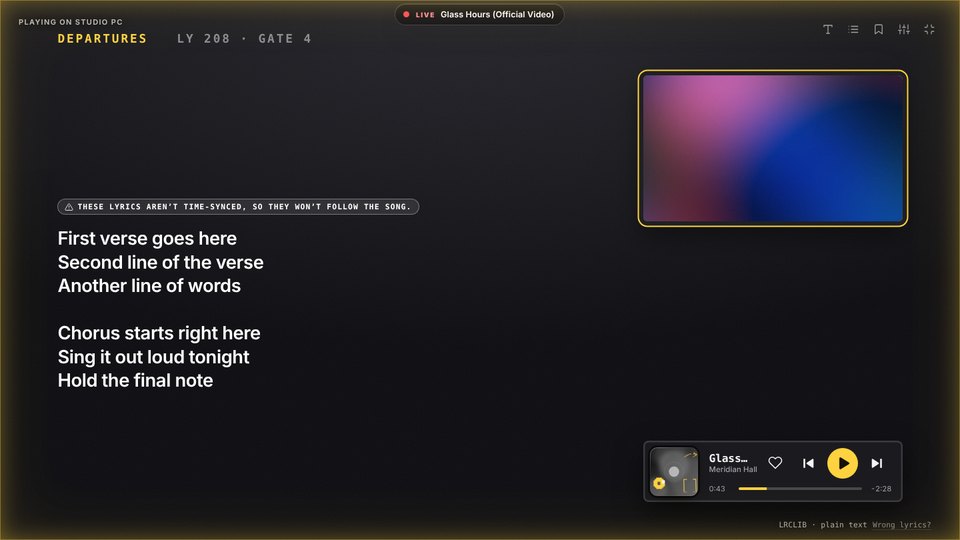 PLAYING ON STUDIO PC
LIVE Glass Hours (Official Video)
DEPARTURES LY 208 · GATE 4
THESE LYRICS AREN’T TIME-SYNCED, SO THEY WON’T FOLLOW THE SONG.
First verse goes here
Second line of the verse
Another line of words
Chorus starts right here
Sing it out loud tonight
Hold the final note
Glass…
Meridian Hall
0:43 -2:28
LRCLIB · plain text Wrong lyrics?